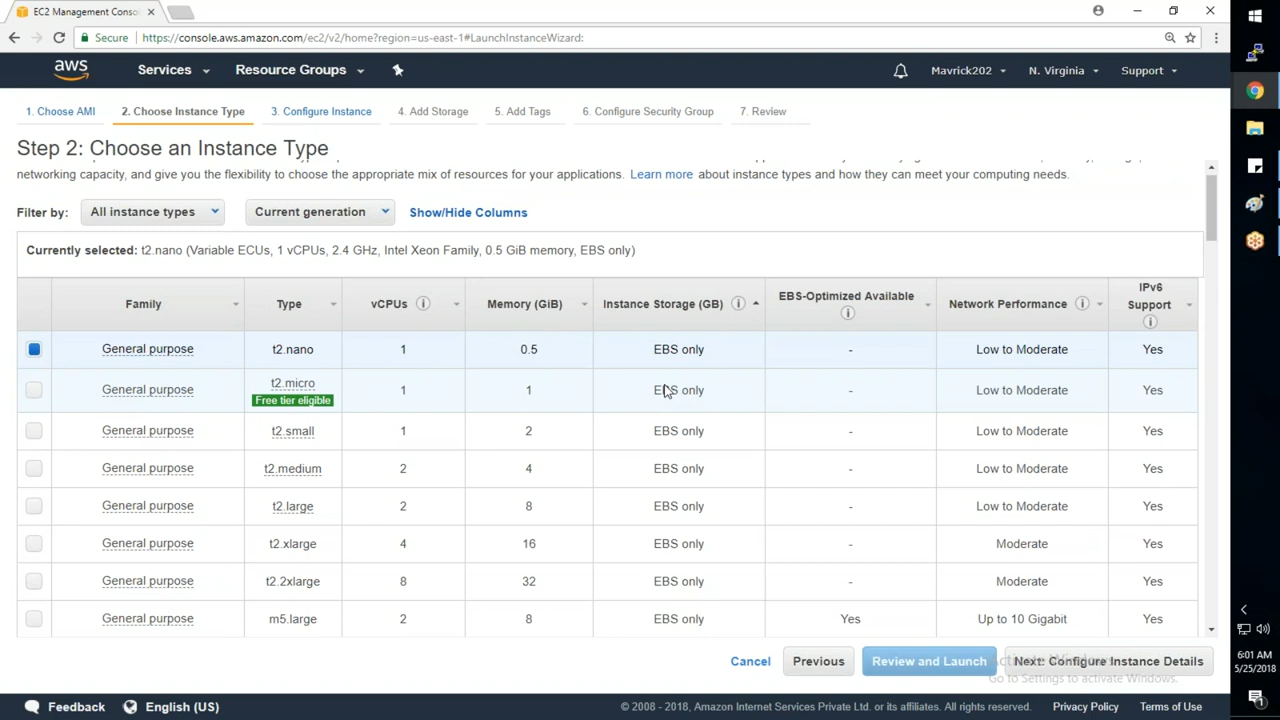 EC2 Management Conso
Secure https://console.aws.amazon.com/ec2/v2/home?region=us-east-1#LaunchInstanceWizard:
aws Services Resource Groups Mavrick202 N. Virginia Support
1. Choose AMI 2. Choose Instance Type 3. Configure Instance 4. Add Storage 5. Add Tags 6. Configure Security Group 7. Review
Step 2: Choose an Instance Type
networking capacity, and give you the flexibility to choose the appropriate mix of resources for your applications. Learn more about instance types and how they can meet your computing needs.
Filter by: All instance types Current generation Show/Hide Columns
Currently selected: t2.nano (Variable ECUs, 1 vCPUs, 2.4 GHz, Intel Xeon Family, 0.5 GiB memory, EBS only)
Family Type vCPUs Memory (GiB) Instance Storage (GB) EBS-Optimized Available Network Performance IPv6 Support
General purpose t2.nano 1 0.5 EBS only - Low to Moderate Yes
General purpose t2.micro Free tier eligible 1 1 EBS only - Low to Moderate Yes
General purpose t2.small 1 2 EBS only - Low to Moderate Yes
General purpose t2.medium 2 4 EBS only - Low to Moderate Yes
General purpose t2.large 2 8 EBS only - Low to Moderate Yes
General purpose t2.xlarge 4 16 EBS only - Moderate Yes
General purpose t2.2xlarge 8 32 EBS only - Moderate Yes
General purpose m5.large 2 8 EBS only Yes Up to 10 Gigabit Yes
Cancel Previous Review and Launch Next: Configure Instance Details
Activate Windows
Go to Settings to activate Windows.
Feedback English (US) © 2008 - 2018, Amazon Internet Services Private Ltd. or its affiliates. All rights reserved. Privacy Policy Terms of Use
6:01 AM
5/25/2018
1